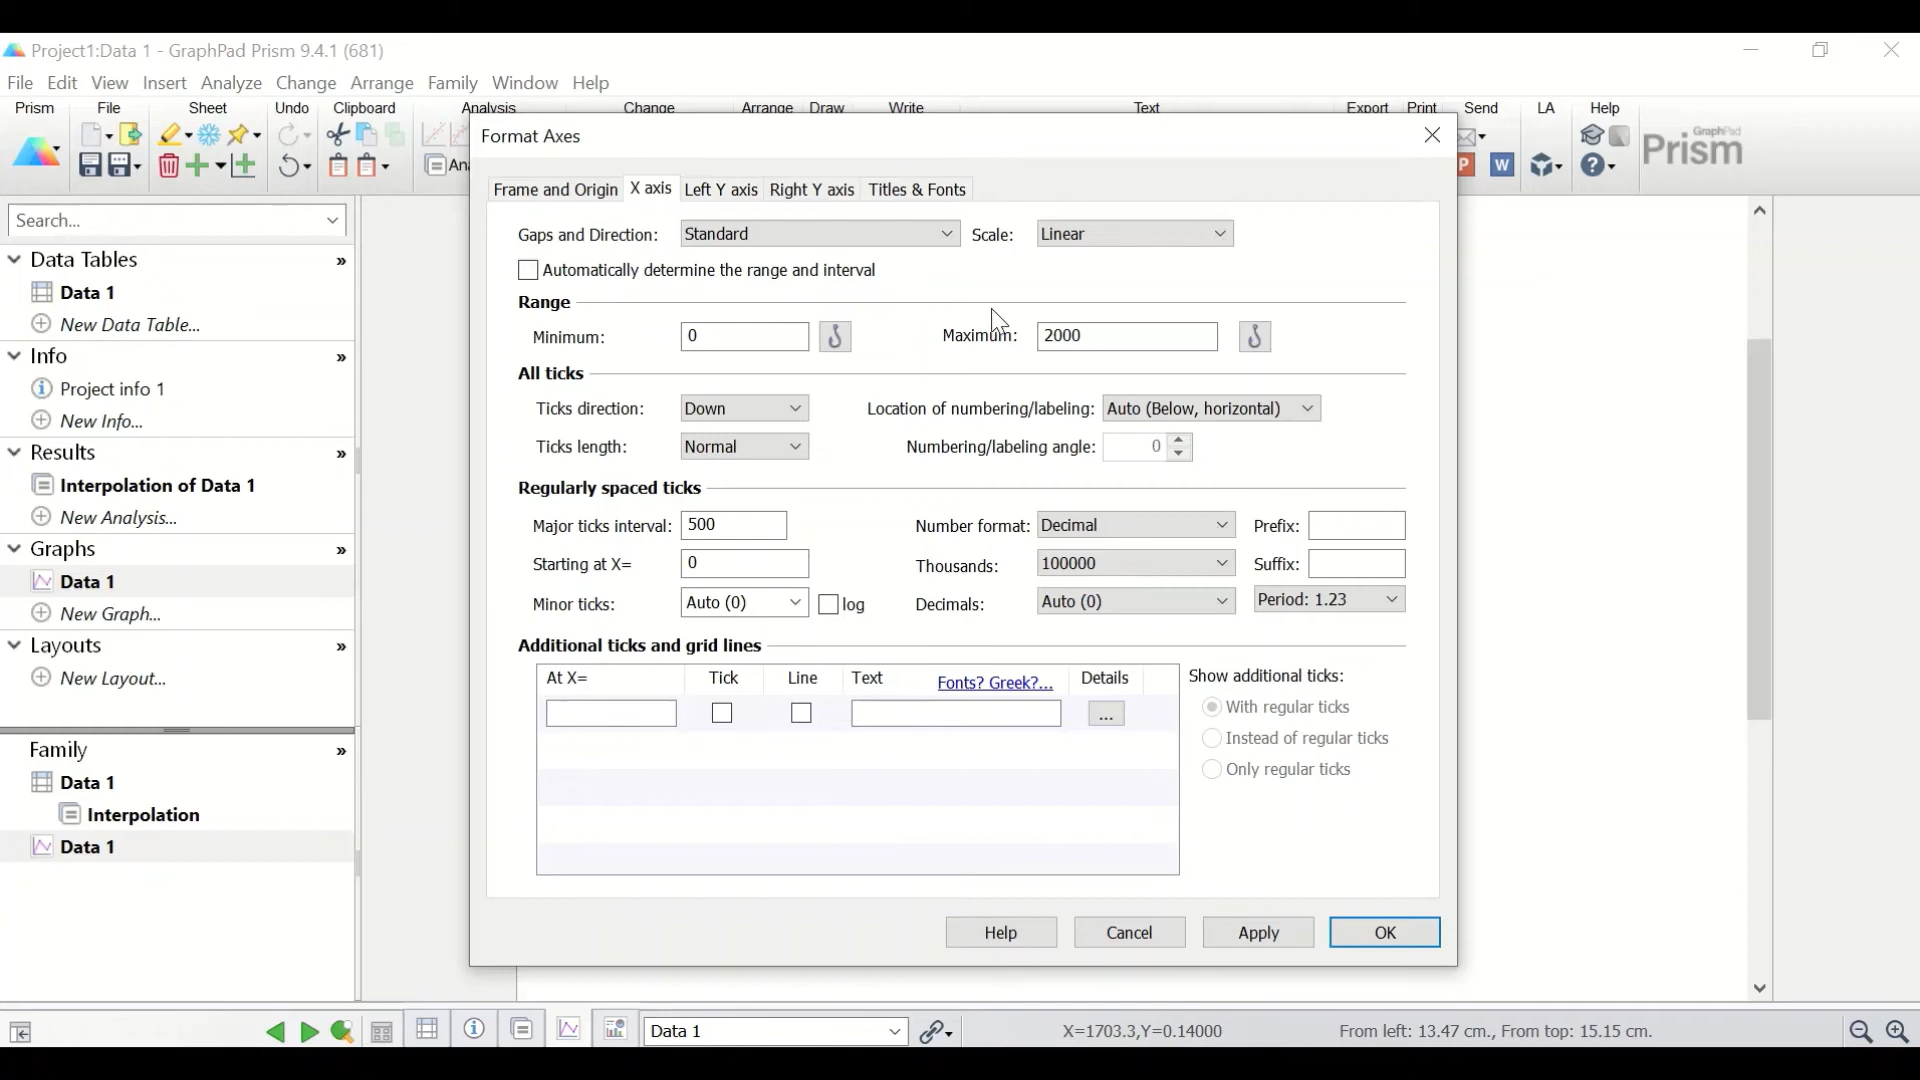 Project1:Data 1 - GraphPad Prism 9.4.1 (681)
File Edit View Insert Change Analyze Change Arrange Family Window Help
Prism File Sheet Undo Clipboard Analysis Change Arrange Draw Write Text Export Print Send LA Help
GraphPad
Prism
Format Axes
Frame and Origin X axis Left Y axis Right Y axis Titles & Fonts
Search...
Gaps and Direction: Standard Scale: Linear
Automatically determine the range and interval
Data Tables »
Data 1
New Data Table...
Info »
Project info 1
New Info...
Results »
Interpolation of Data 1
New Analysis...
Graphs »
Data 1
New Graph...
Layouts »
New Layout...
Family »
Data 1
Interpolation
Data 1
Range
Minimum: 0 Maximum: 2000
All ticks
Ticks direction: Down Location of numbering/labeling: Auto (Below, horizontal)
Ticks length: Normal Numbering/labeling angle: 0
Regularly spaced ticks
Major ticks interval: 500 Number format: Decimal Prefix:
Starting at X= 0 Thousands: 100000 Suffix:
Minor ticks: Auto (0) log Decimals: Auto (0) Period: 1.23
Additional ticks and grid lines
At X= Tick Line Text Fonts? Greek?... Details
...
Show additional ticks:
With regular ticks
Instead of regular ticks
Only regular ticks
Help Cancel Apply OK
Data 1 X=1703.3,Y=0.14000 From left: 13.47 cm., From top: 15.15 cm.